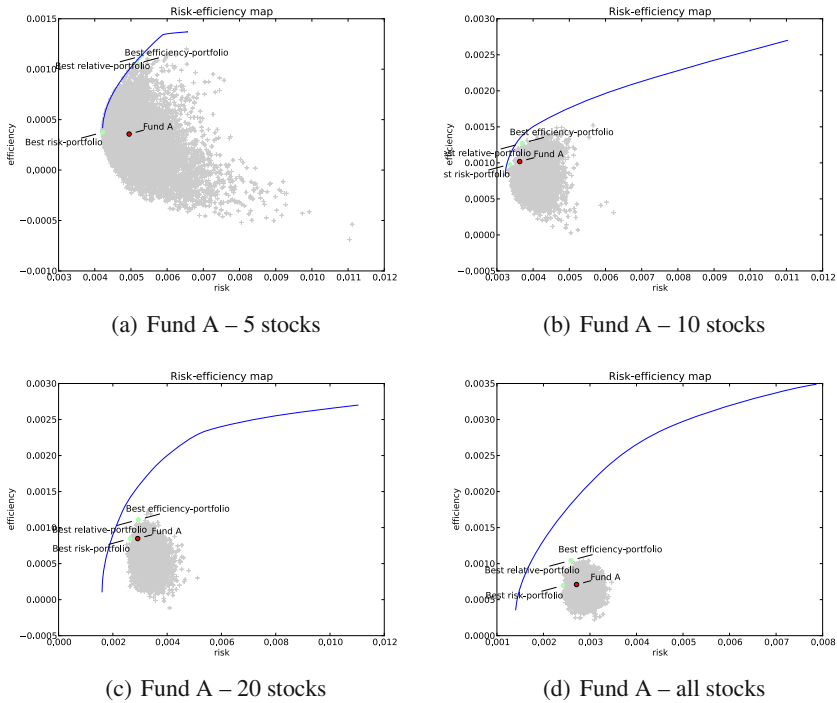 Risk-efficiency map
0.0015
0.0010
0.0005
0.0000
−0.0005
−0.0010
efficiency
Best efficiency-portfolio
Best relative-portfolio
Fund A
Best risk-portfolio
0.003 0.004 0.005 0.006 0.007 0.008 0.009 0.010 0.011 0.012
risk
(a) Fund A – 5 stocks
Risk-efficiency map
0.0030
0.0025
0.0020
0.0015
0.0010
0.0005
0.0000
−0.0005
efficiency
Best efficiency-portfolio
st relative-portfolio
Fund A
st risk-portfolio
0.003 0.004 0.005 0.006 0.007 0.008 0.009 0.010 0.011 0.012
risk
(b) Fund A – 10 stocks
Risk-efficiency map
0.0030
0.0025
0.0020
0.0015
0.0010
0.0005
0.0000
−0.0005
efficiency
Best efficiency-portfolio
Best relative-portfolio
Fund A
Best risk-portfolio
0.000 0.002 0.004 0.006 0.008 0.010 0.012
risk
(c) Fund A – 20 stocks
Risk-efficiency map
0.0035
0.0030
0.0025
0.0020
0.0015
0.0010
0.0005
0.0000
efficiency
Best efficiency-portfolio
Best relative-portfolio
Fund A
Best risk-portfolio
0.001 0.002 0.003 0.004 0.005 0.006 0.007 0.008
risk
(d) Fund A – all stocks